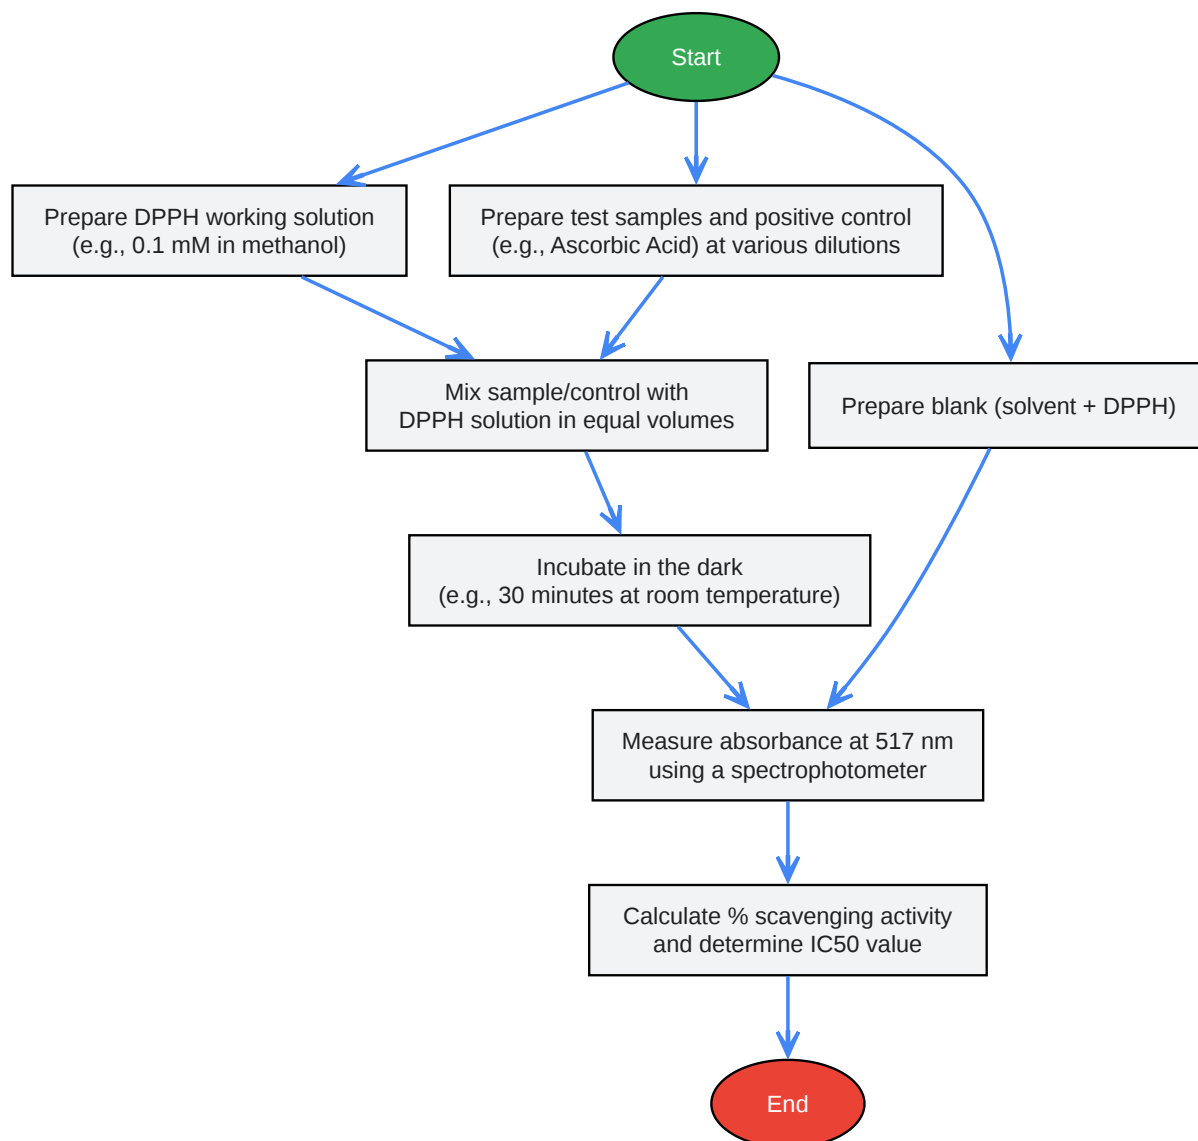 Start
Prepare DPPH working solution
(e.g., 0.1 mM in methanol)
Prepare test samples and positive control
(e.g., Ascorbic Acid) at various dilutions
Mix sample/control with
DPPH solution in equal volumes
Prepare blank (solvent + DPPH)
Incubate in the dark
(e.g., 30 minutes at room temperature)
Measure absorbance at 517 nm
using a spectrophotometer
Calculate % scavenging activity
and determine IC50 value
End